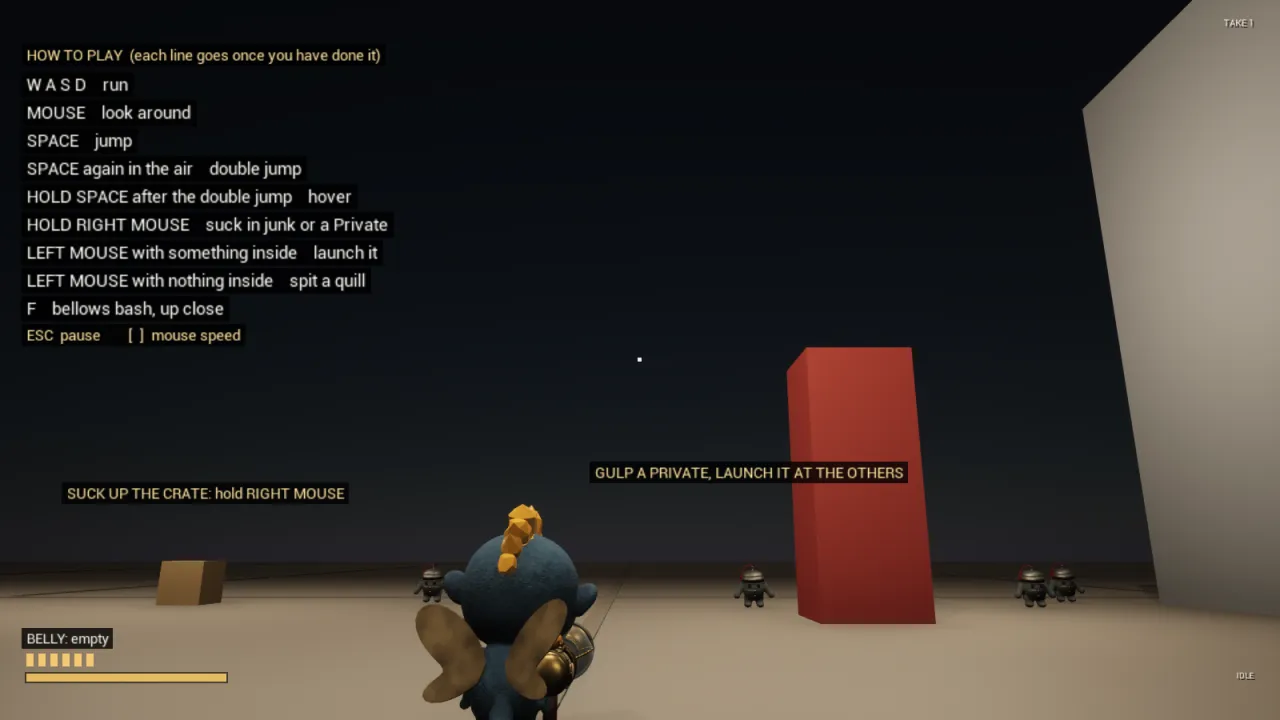 TAKE 1
HOW TO PLAY (each line goes once you have done it)
W A S D run
MOUSE look around
SPACE jump
SPACE again in the air double jump
HOLD SPACE after the double jump hover
HOLD RIGHT MOUSE suck in junk or a Private
LEFT MOUSE with something inside launch it
LEFT MOUSE with nothing inside spit a quill
F bellows bash, up close
ESC pause [ ] mouse speed
GULP A PRIVATE, LAUNCH IT AT THE OTHERS
SUCK UP THE CRATE: hold RIGHT MOUSE
BELLY: empty
IDLE